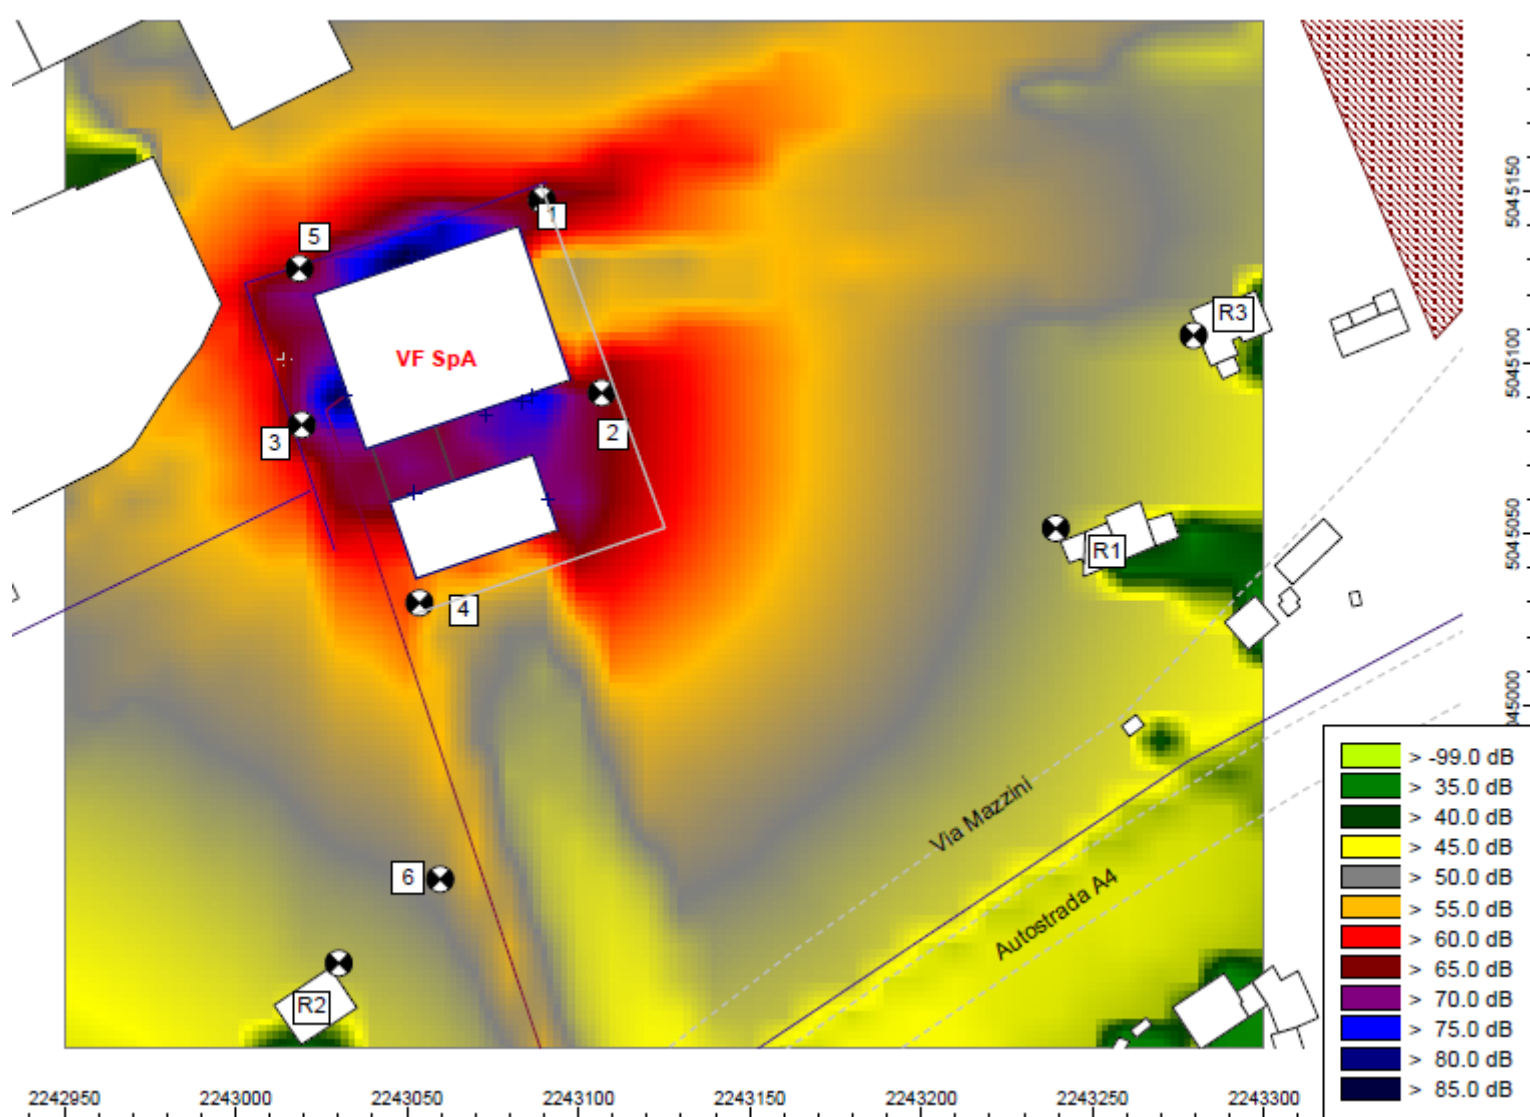 5045150
5
1
VF SpA
R3
5045100
3
2
R1
5045050
4
045000
Via Mazzini
Autostrada A4
6
R2
> -99.0 dB
> 35.0 dB
> 40.0 dB
> 45.0 dB
> 50.0 dB
> 55.0 dB
> 60.0 dB
> 65.0 dB
> 70.0 dB
> 75.0 dB
> 80.0 dB
> 85.0 dB
2242950 2243000 2243050 2243100 2243150 2243200 2243250 2243300